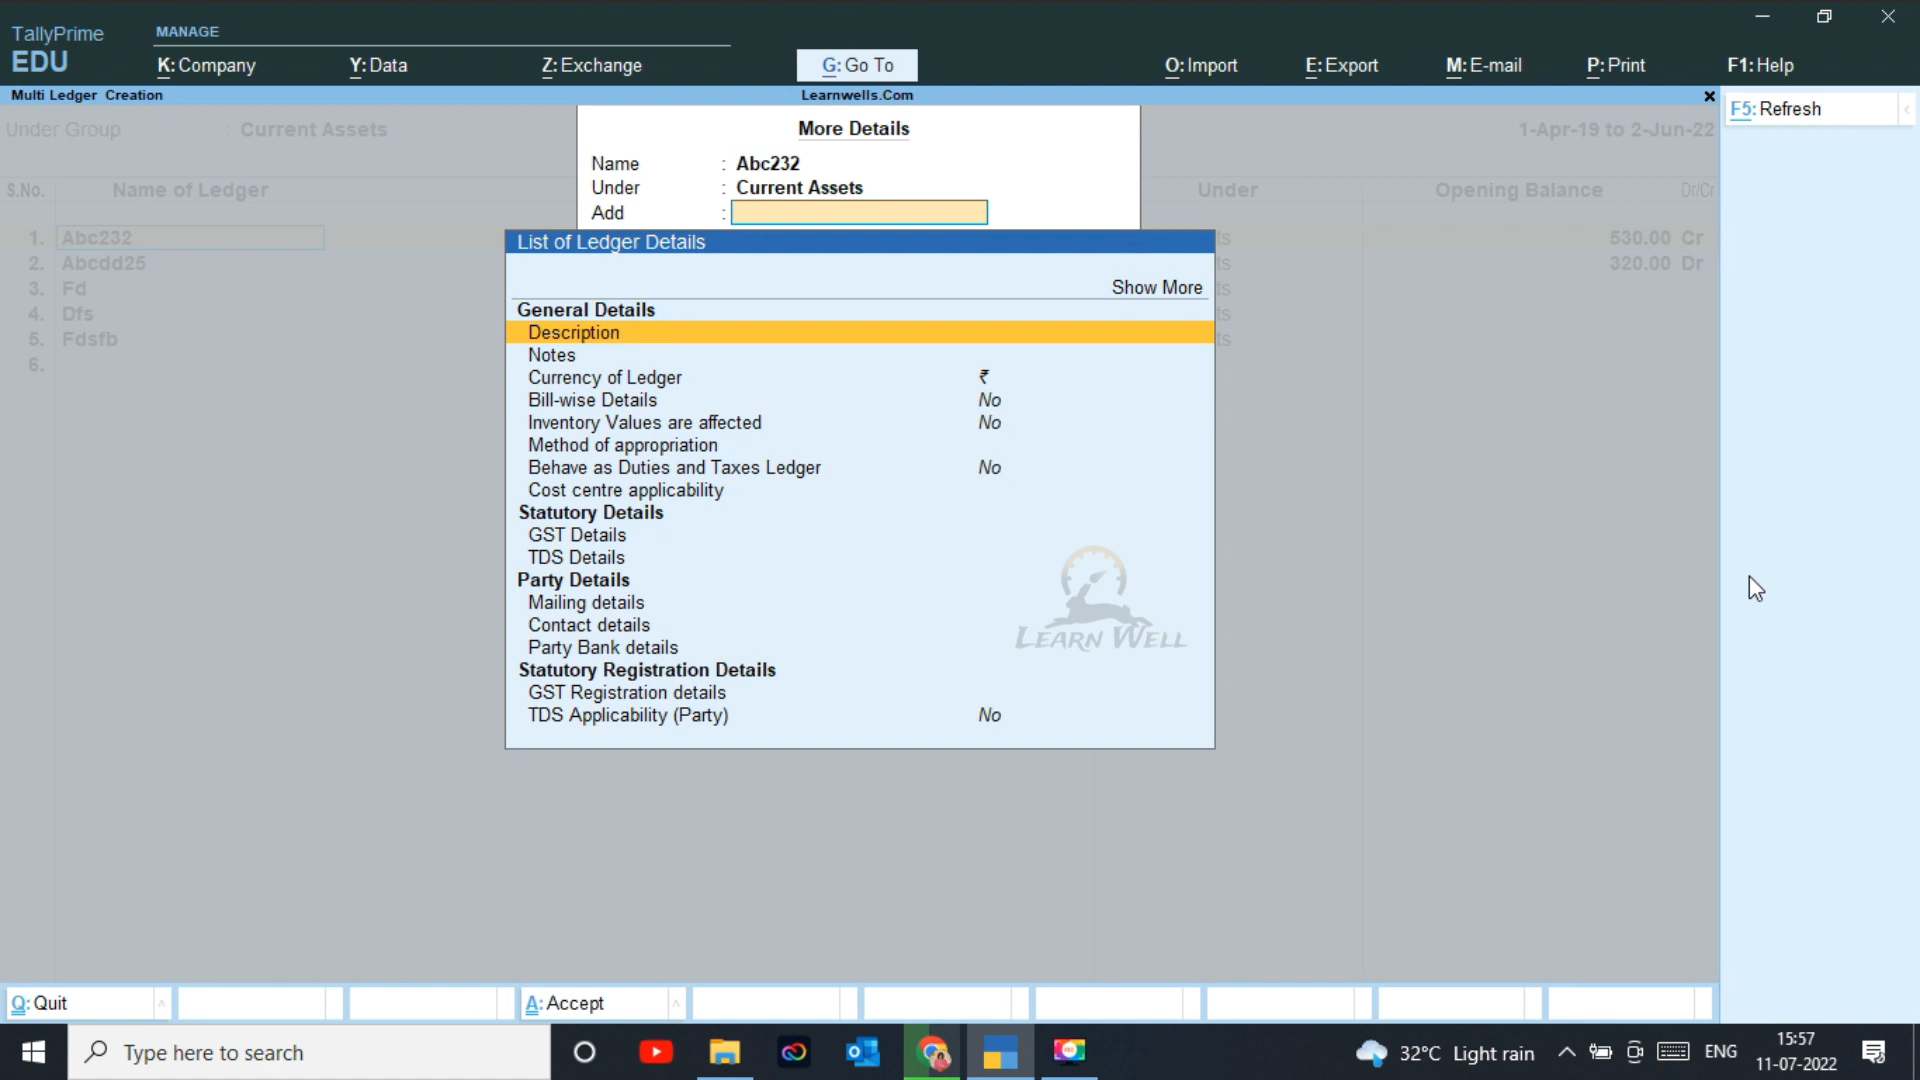 TallyPrime
EDU
MANAGE
K: Company
Y: Data
Z: Exchange
G: Go To
O: Import
E: Export
M: E-mail
P: Print
F1: Help
Multi Ledger Creation
Learnwells.Com
F5: Refresh
Under Group : Current Assets
1-Apr-19 to 2-Jun-22
More Details
Name : Abc232
Under : Current Assets
Add :
S.No. Name of Ledger Under Opening Balance Dr/Cr
1. Abc232 ts 530.00 Cr
2. Abcdd25 ts 320.00 Dr
3. Fd ts
4. Dfs ts
5. Fdsfb ts
6.
List of Ledger Details
Show More
General Details
Description
Notes
Currency of Ledger ₹
Bill-wise Details No
Inventory Values are affected No
Method of appropriation
Behave as Duties and Taxes Ledger No
Cost centre applicability
Statutory Details
GST Details
TDS Details
Party Details
Mailing details
Contact details
Party Bank details
Statutory Registration Details
GST Registration details
TDS Applicability (Party) No
LEARN WELL
Q: Quit
A: Accept
Type here to search
32°C Light rain
ENG
15:57
11-07-2022